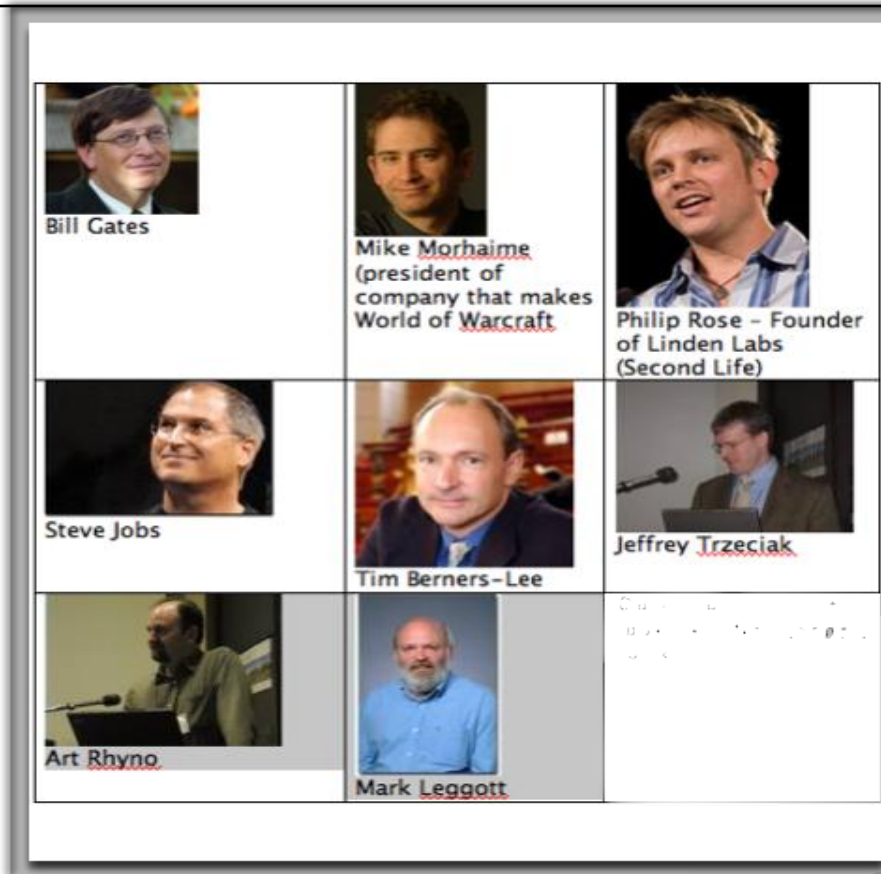 Bill Gates
Mike Morhaime
(president of
company that makes
World of Warcraft
Philip Rose – Founder
of Linden Labs
(Second Life)
Steve Jobs
Tim Berners-Lee
Jeffrey Trzeciak
Art Rhyno
Mark Leggott